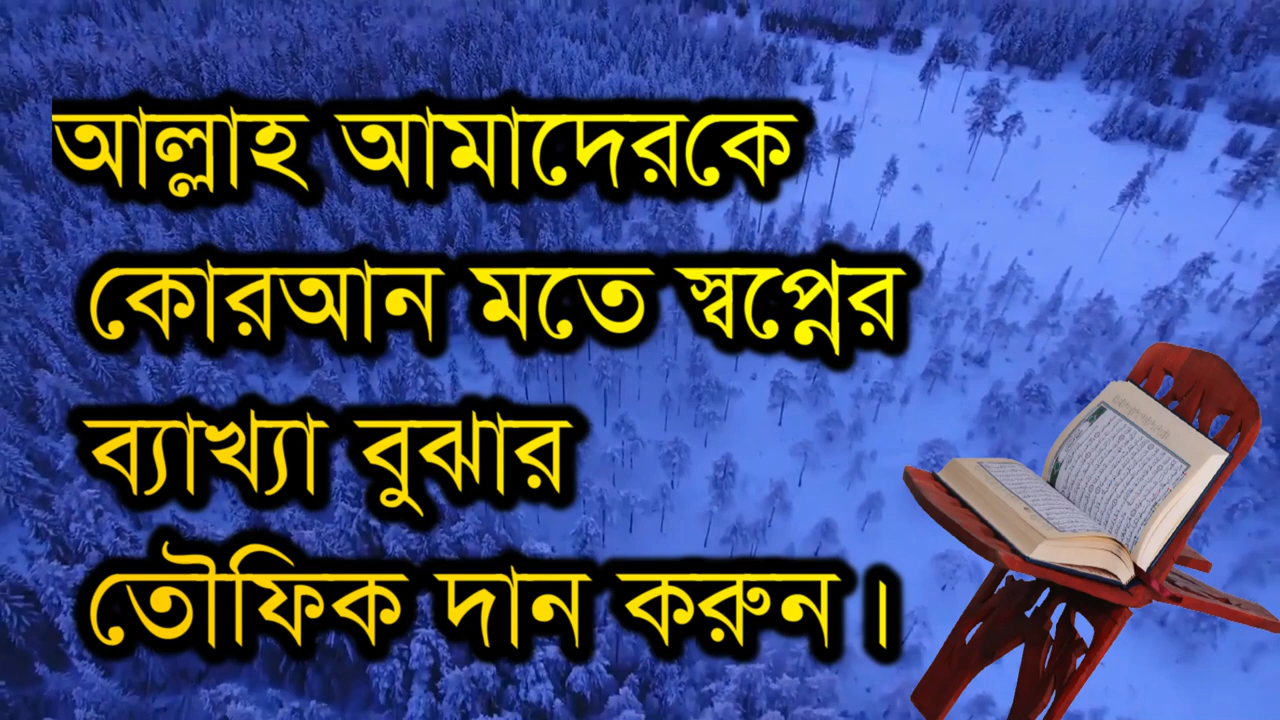 আল্লাহ আমাদেরকে
কোরআন মতে স্বপ্নের
ব্যাখ্যা বুঝার
তৌফিক দান করুন।